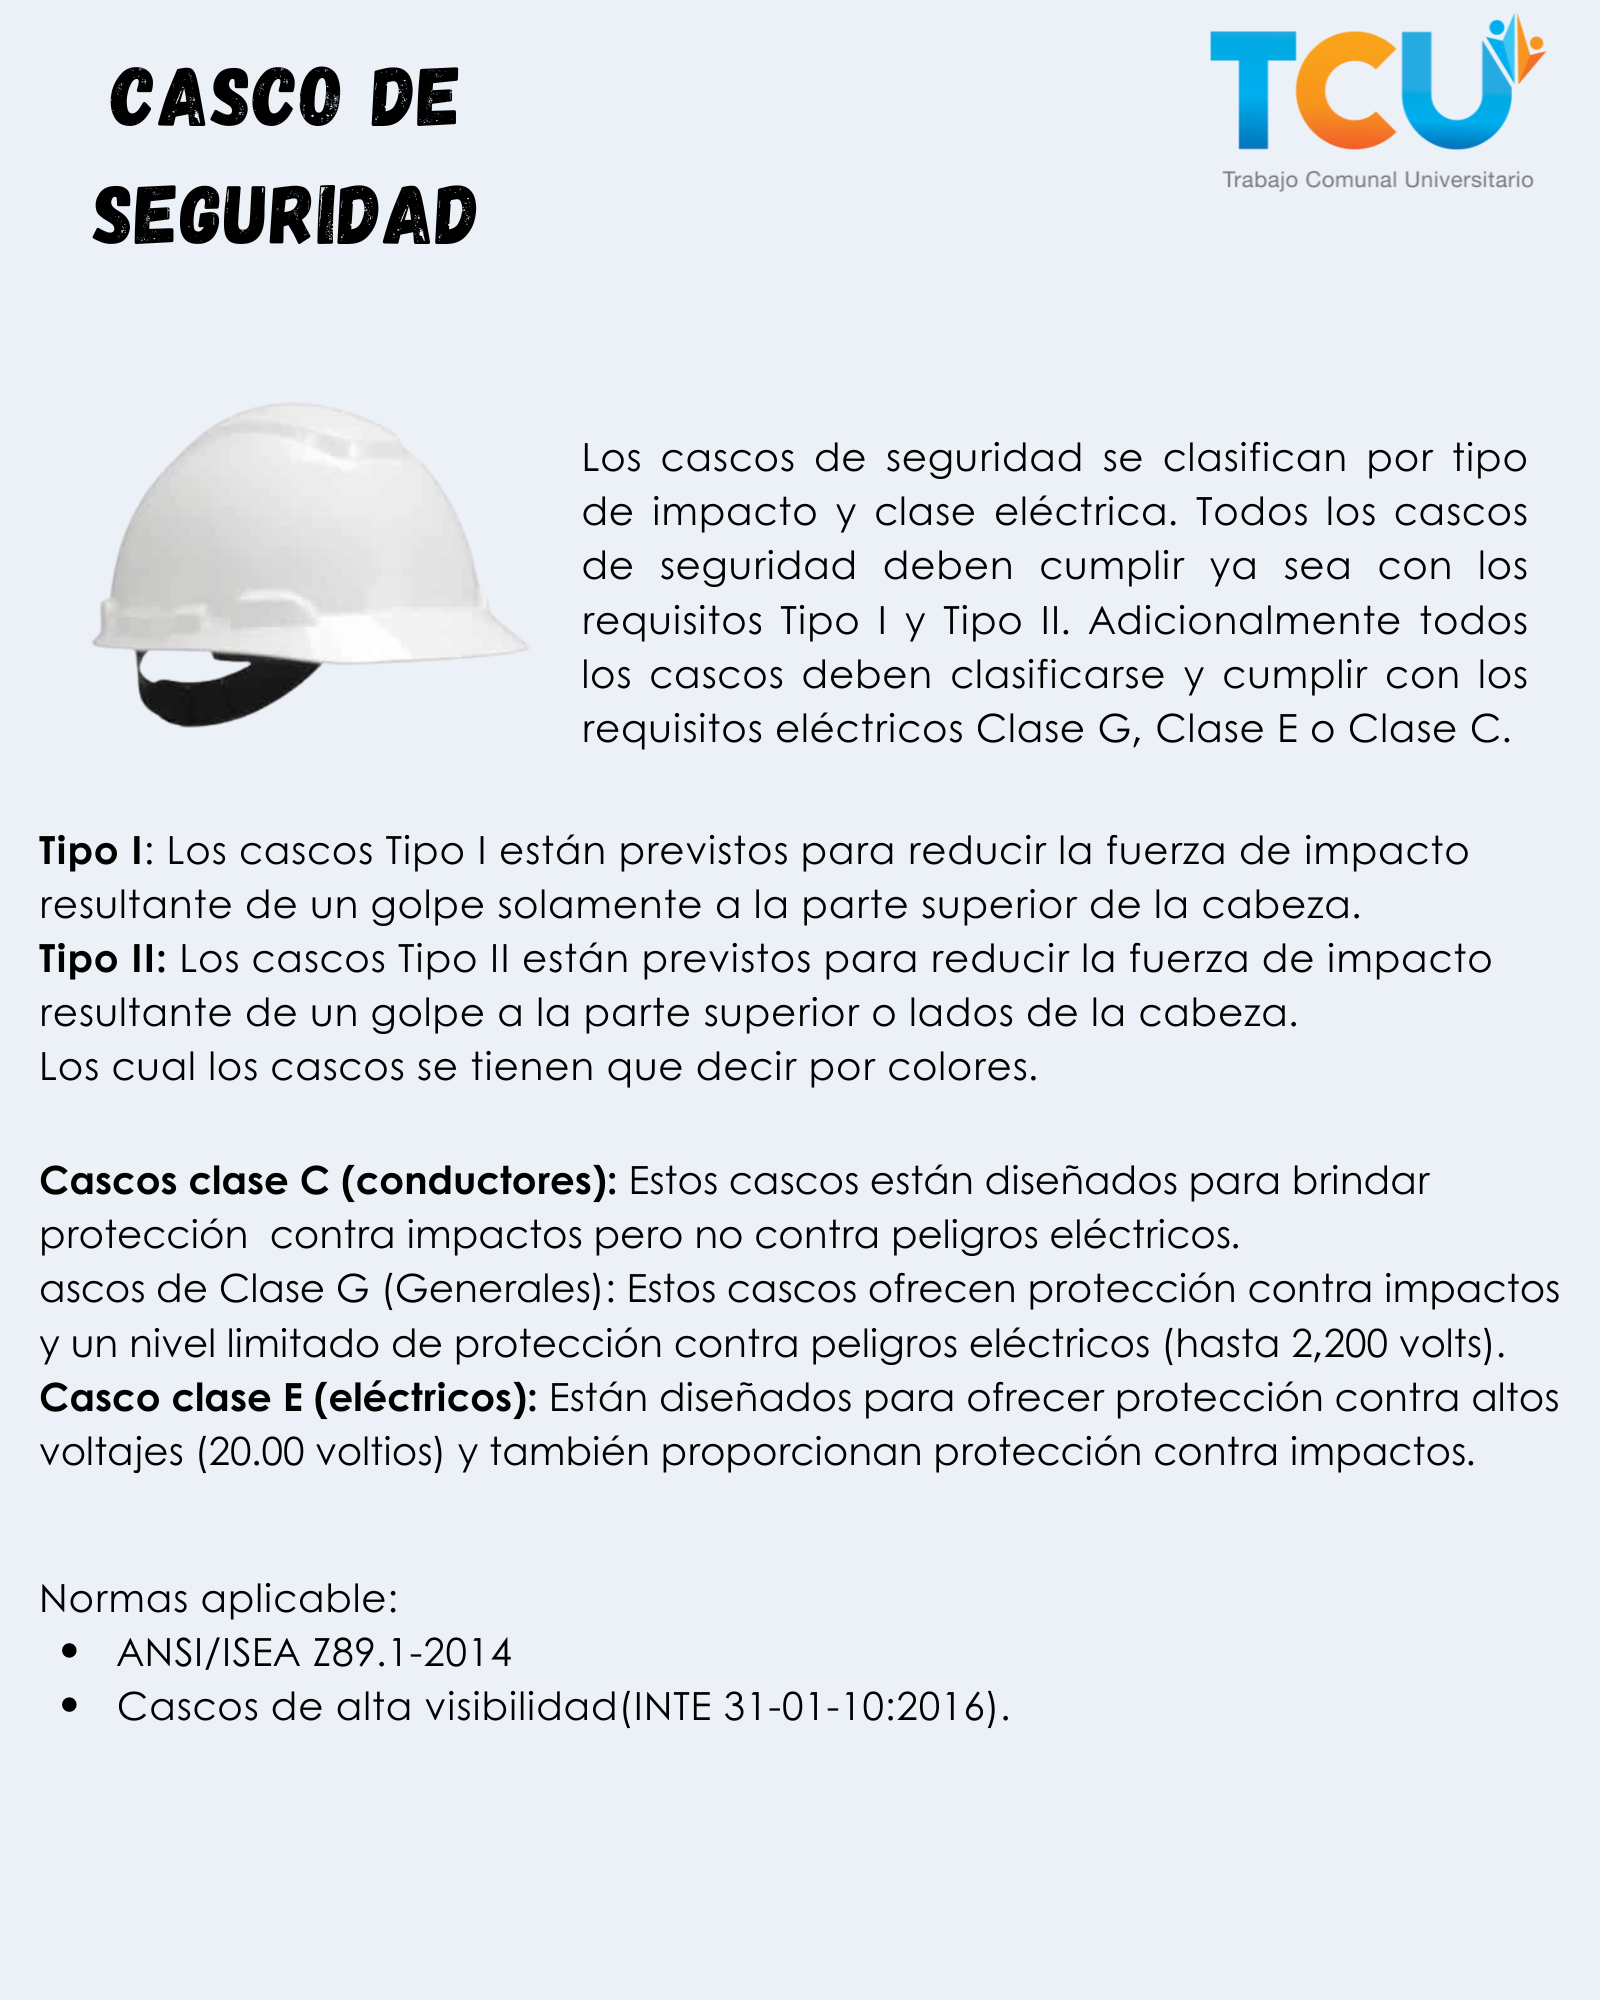 CASCO DE
SEGURIDAD
TCU
Trabajo Comunal Universitario
Los cascos de seguridad se clasifican por tipo
de impacto y clase eléctrica. Todos los cascos
de seguridad deben cumplir ya sea con los
requisitos Tipo I y Tipo II. Adicionalmente todos
los cascos deben clasificarse y cumplir con los
requisitos eléctricos Clase G, Clase E o Clase C.
Tipo I: Los cascos Tipo I están previstos para reducir la fuerza de impacto
resultante de un golpe solamente a la parte superior de la cabeza.
Tipo II: Los cascos Tipo II están previstos para reducir la fuerza de impacto
resultante de un golpe a la parte superior o lados de la cabeza.
Los cual los cascos se tienen que decir por colores.
Cascos clase C (conductores): Estos cascos están diseñados para brindar
protección  contra impactos pero no contra peligros eléctricos.
ascos de Clase G (Generales): Estos cascos ofrecen protección contra impactos
y un nivel limitado de protección contra peligros eléctricos (hasta 2,200 volts).
Casco clase E (eléctricos): Están diseñados para ofrecer protección contra altos
voltajes (20.00 voltios) y también proporcionan protección contra impactos.
Normas aplicable:
• ANSI/ISEA Z89.1-2014
• Cascos de alta visibilidad(INTE 31-01-10:2016).